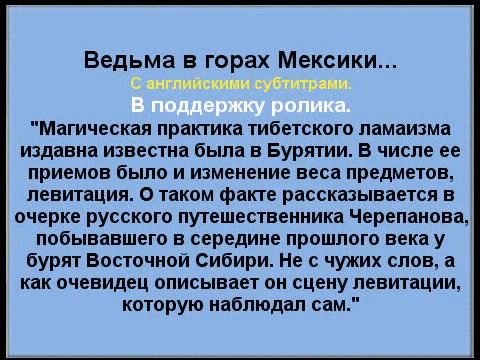 Ведьма в горах Мексики...
С английскими субтитрами.
В поддержку ролика.
"Магическая практика тибетского ламаизма
издавна известна была в Бурятии. В числе ее
приемов было и изменение веса предметов,
левитация. О таком факте рассказывается в
очерке русского путешественника Черепанова,
побывавшего в середине прошлого века у
бурят Восточной Сибири. Не с чужих слов, а
как очевидец описывает он сцену левитации,
которую наблюдал сам."